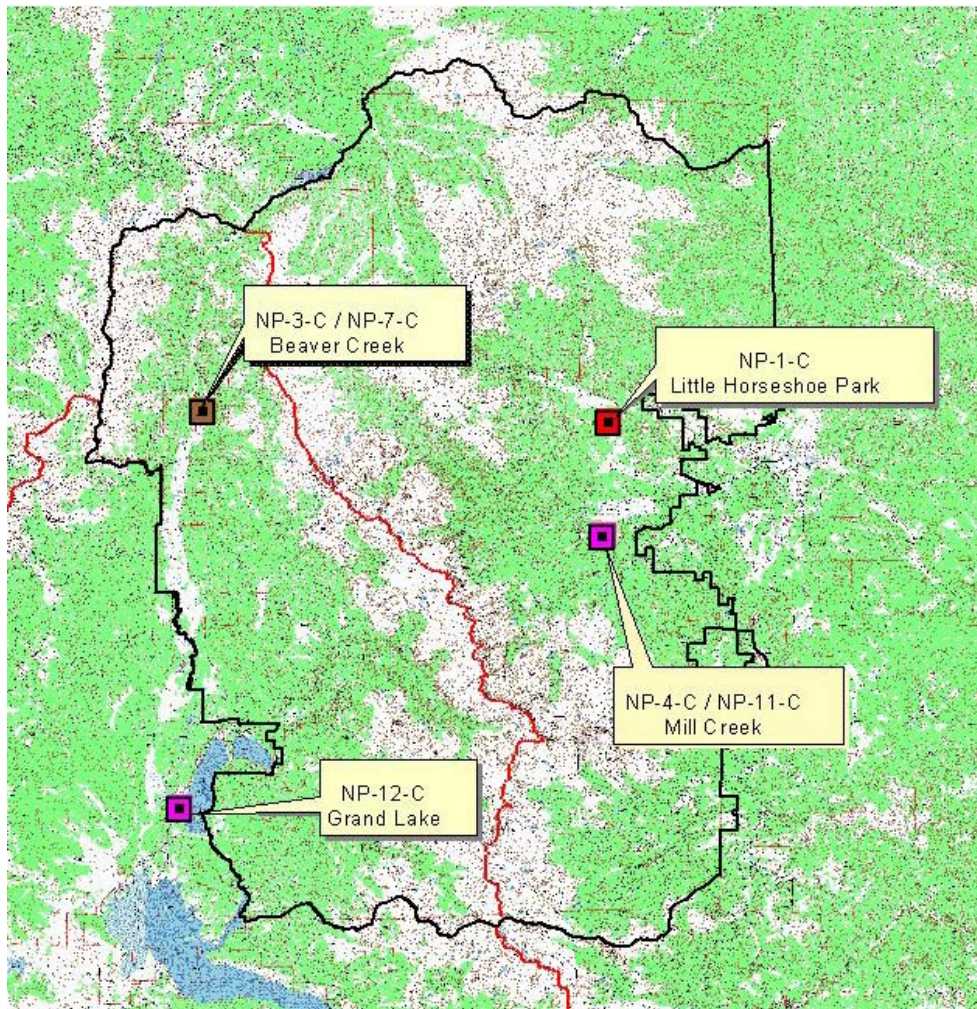 NP-3-C / NP-7-C
Beaver Creek
NP-1-C
Little Horseshoe Park
NP-4-C / NP-11-C
Mill Creek
NP-12-C
Grand Lake